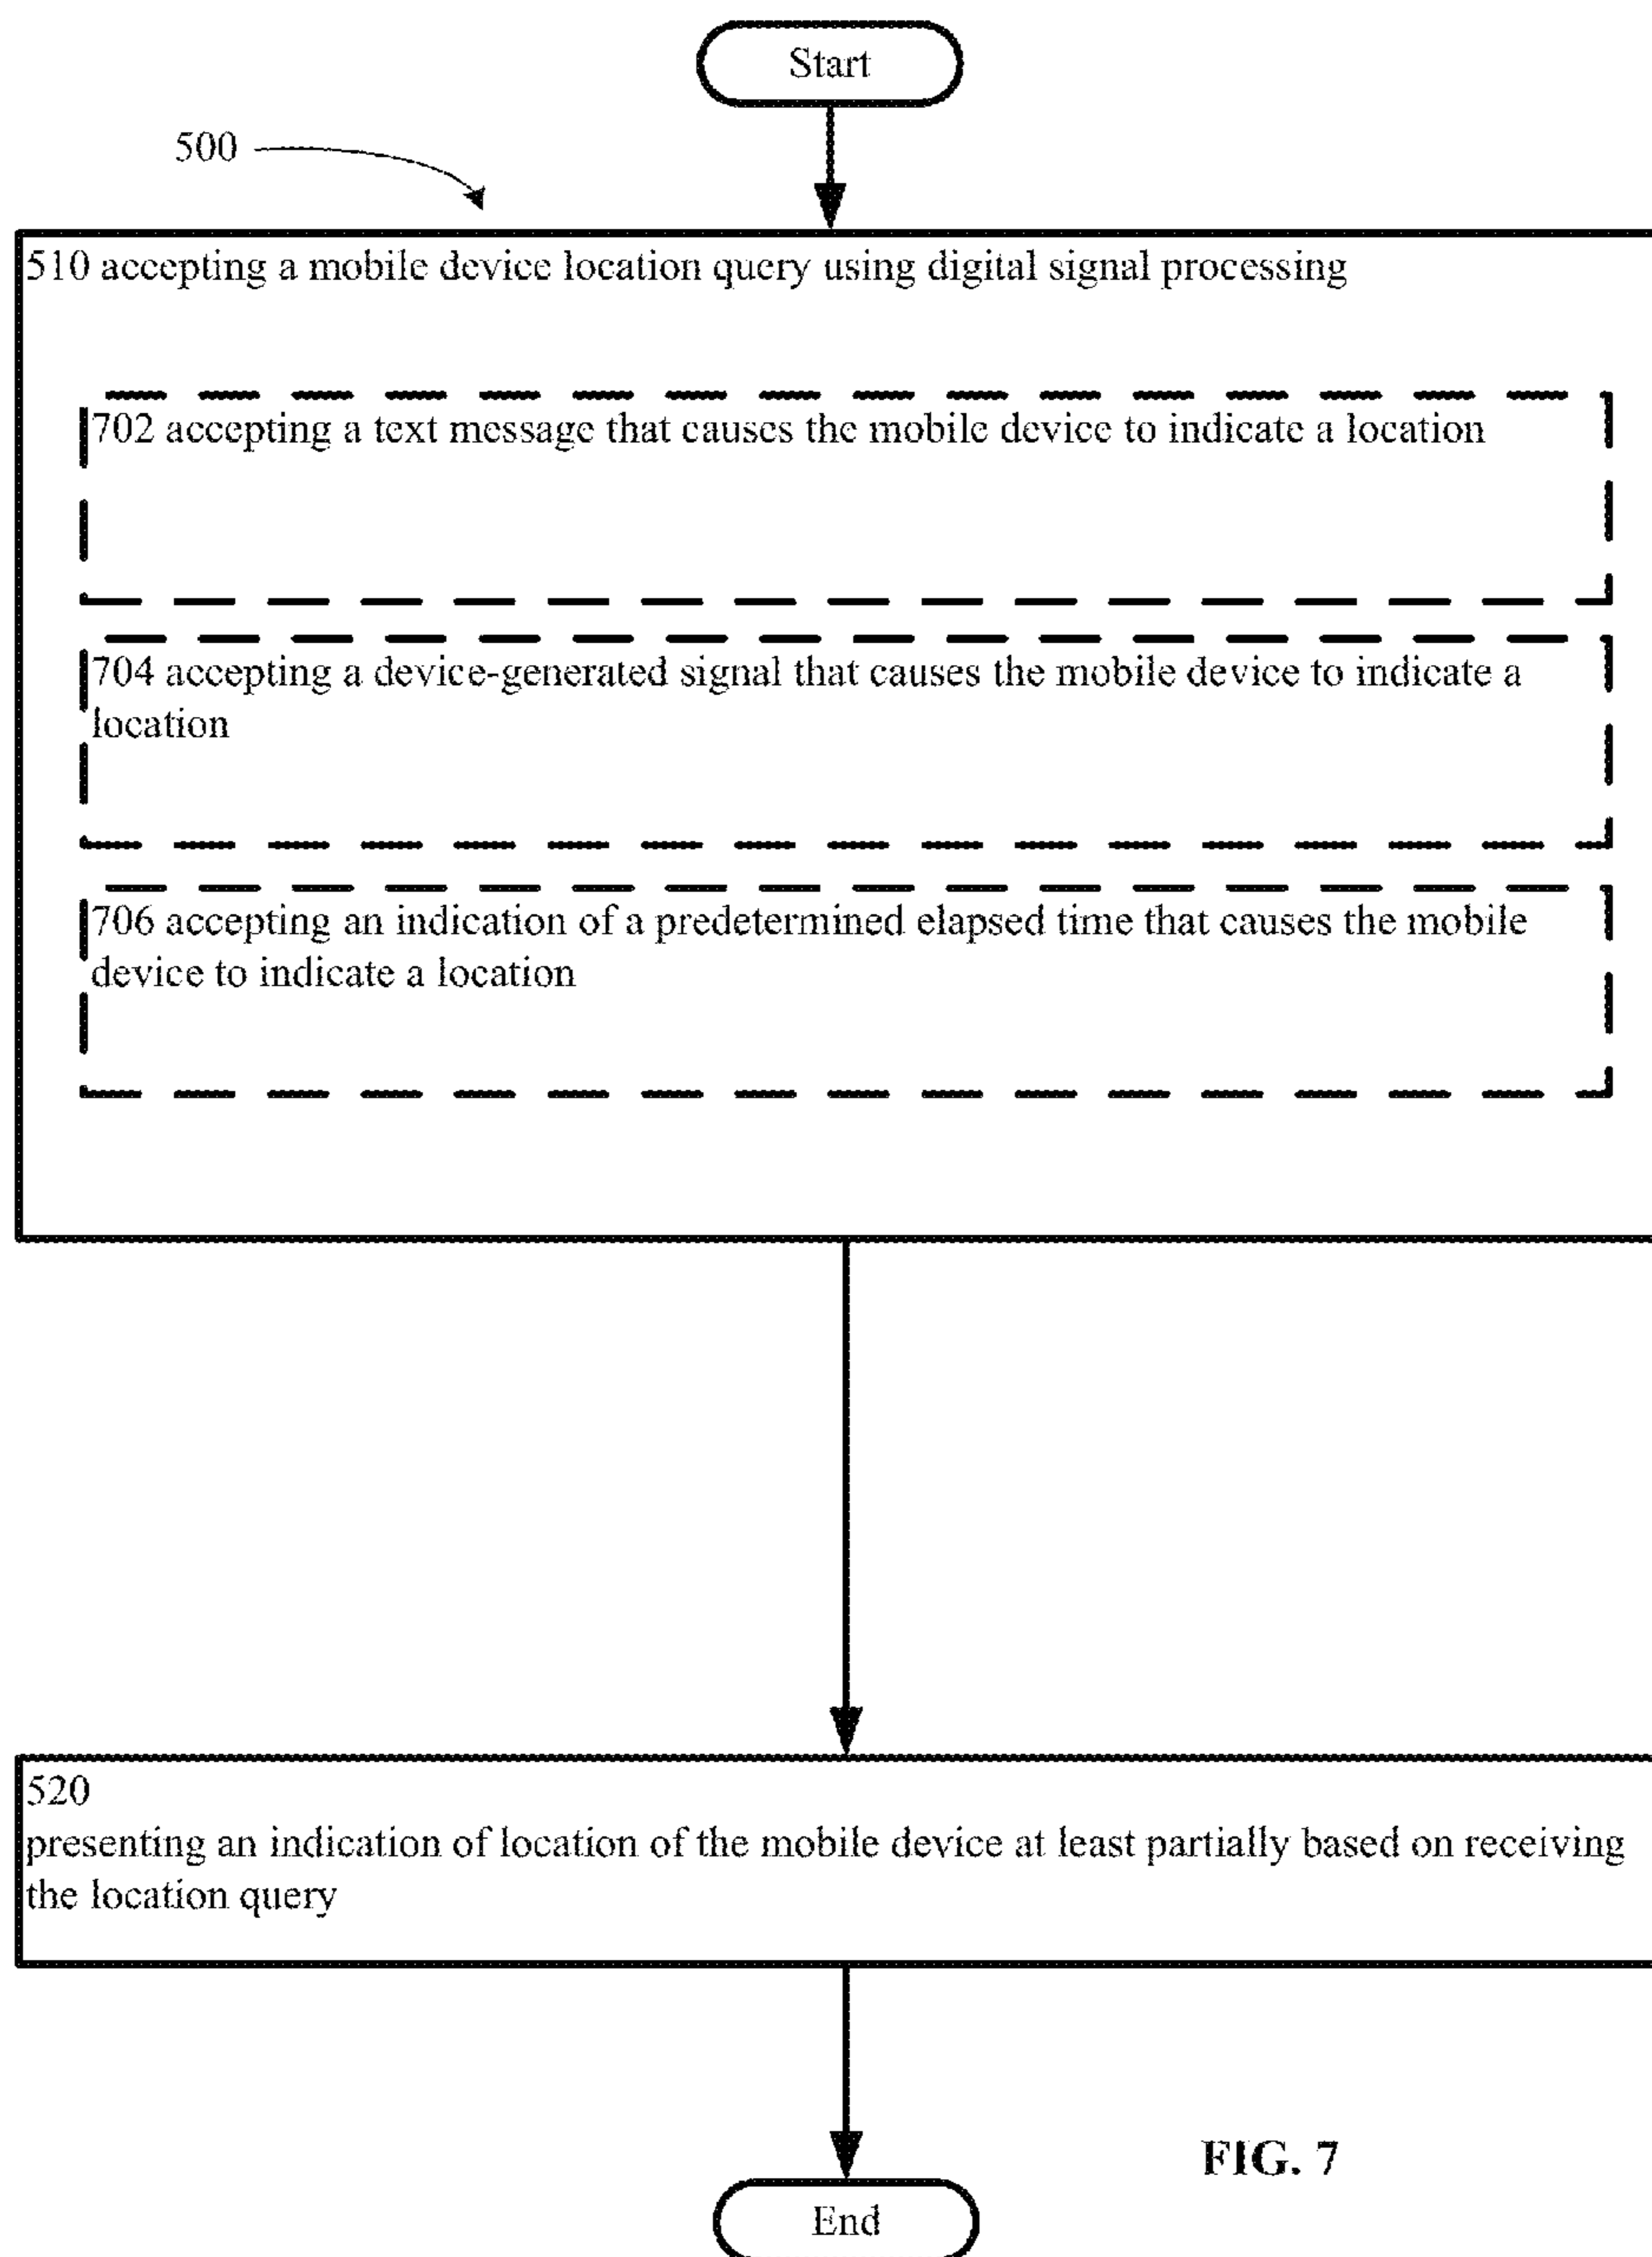 Start
500
510 accepting a mobile device location query using digital signal processing
702 accepting a text message that causes the mobile device to indicate a location
704 accepting a device-generated signal that causes the mobile device to indicate a
location
706 accepting an indication of a predetermined elapsed time that causes the mobile
device to indicate a location
520
presenting an indication of location of the mobile device at least partially based on receiving
the location query
FIG. 7
End